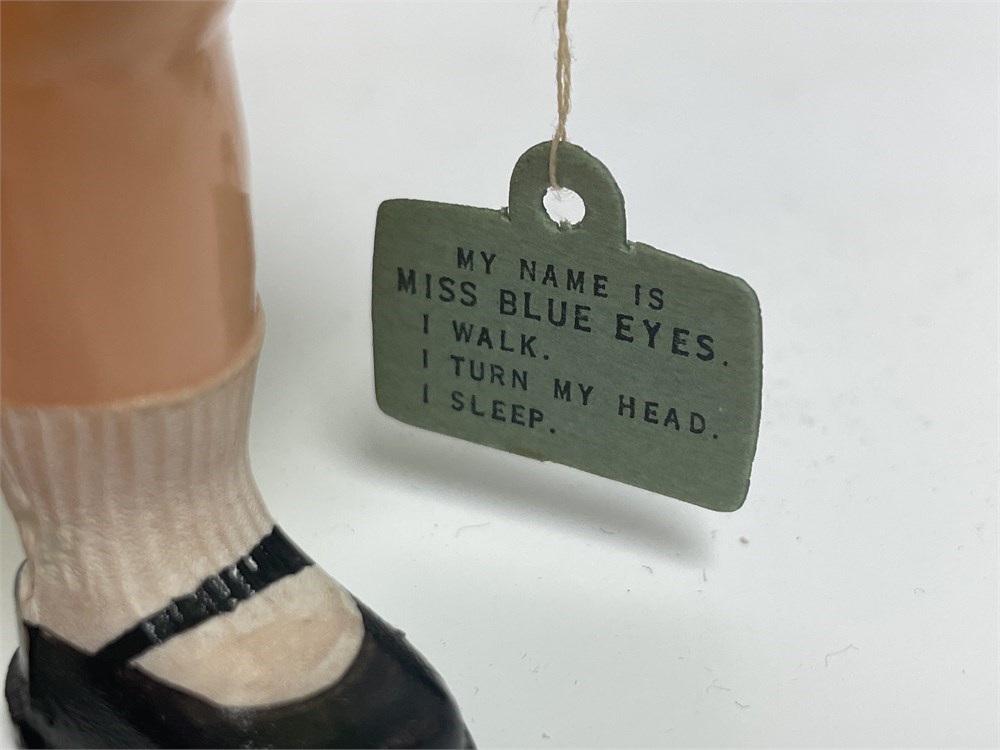 MY NAME IS
MISS BLUE EYES.
I WALK.
I TURN MY HEAD.
I SLEEP.